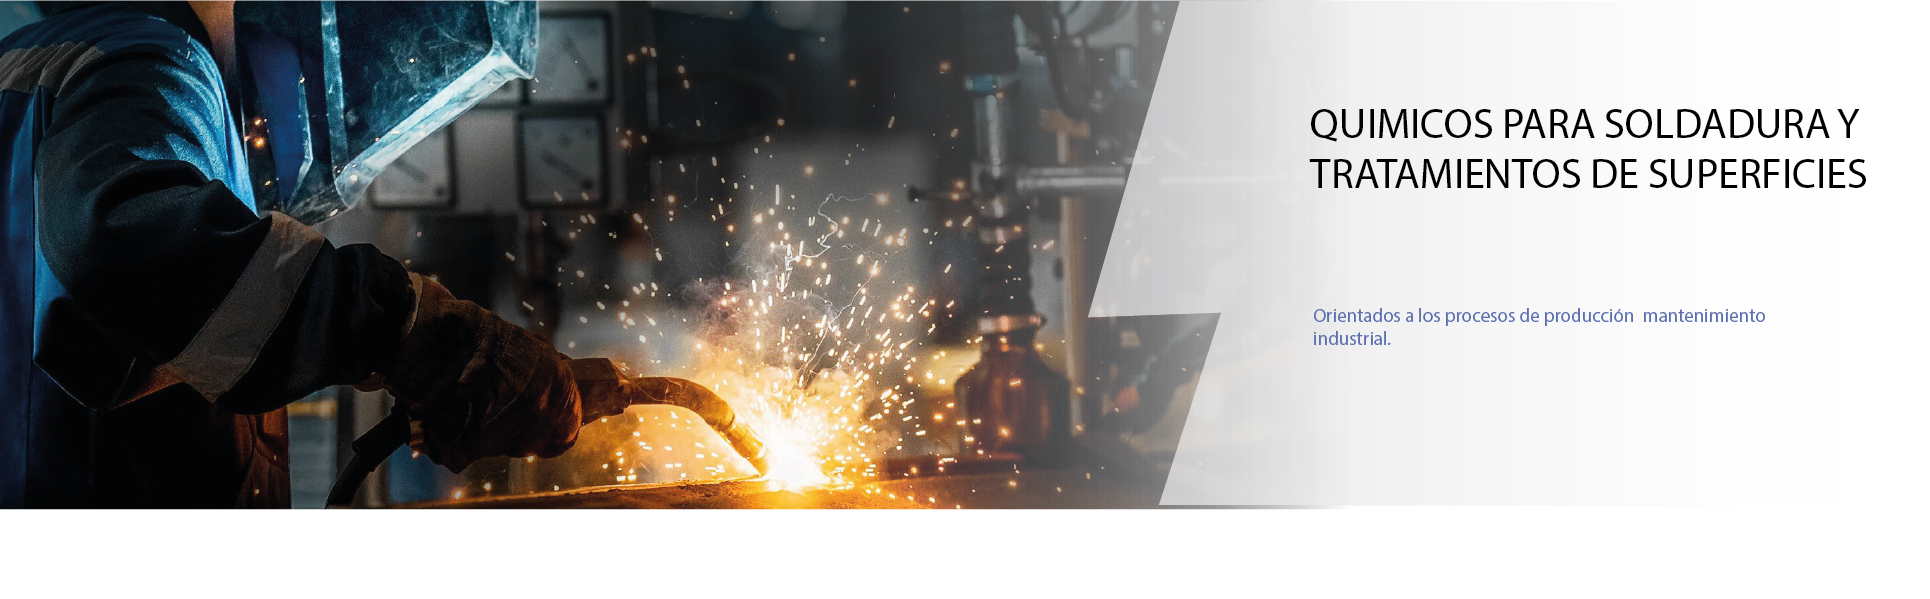 QUIMICOS PARA SOLDADURA Y
TRATAMIENTOS DE SUPERFICIES
Orientados a los procesos de producción  mantenimiento
industrial.